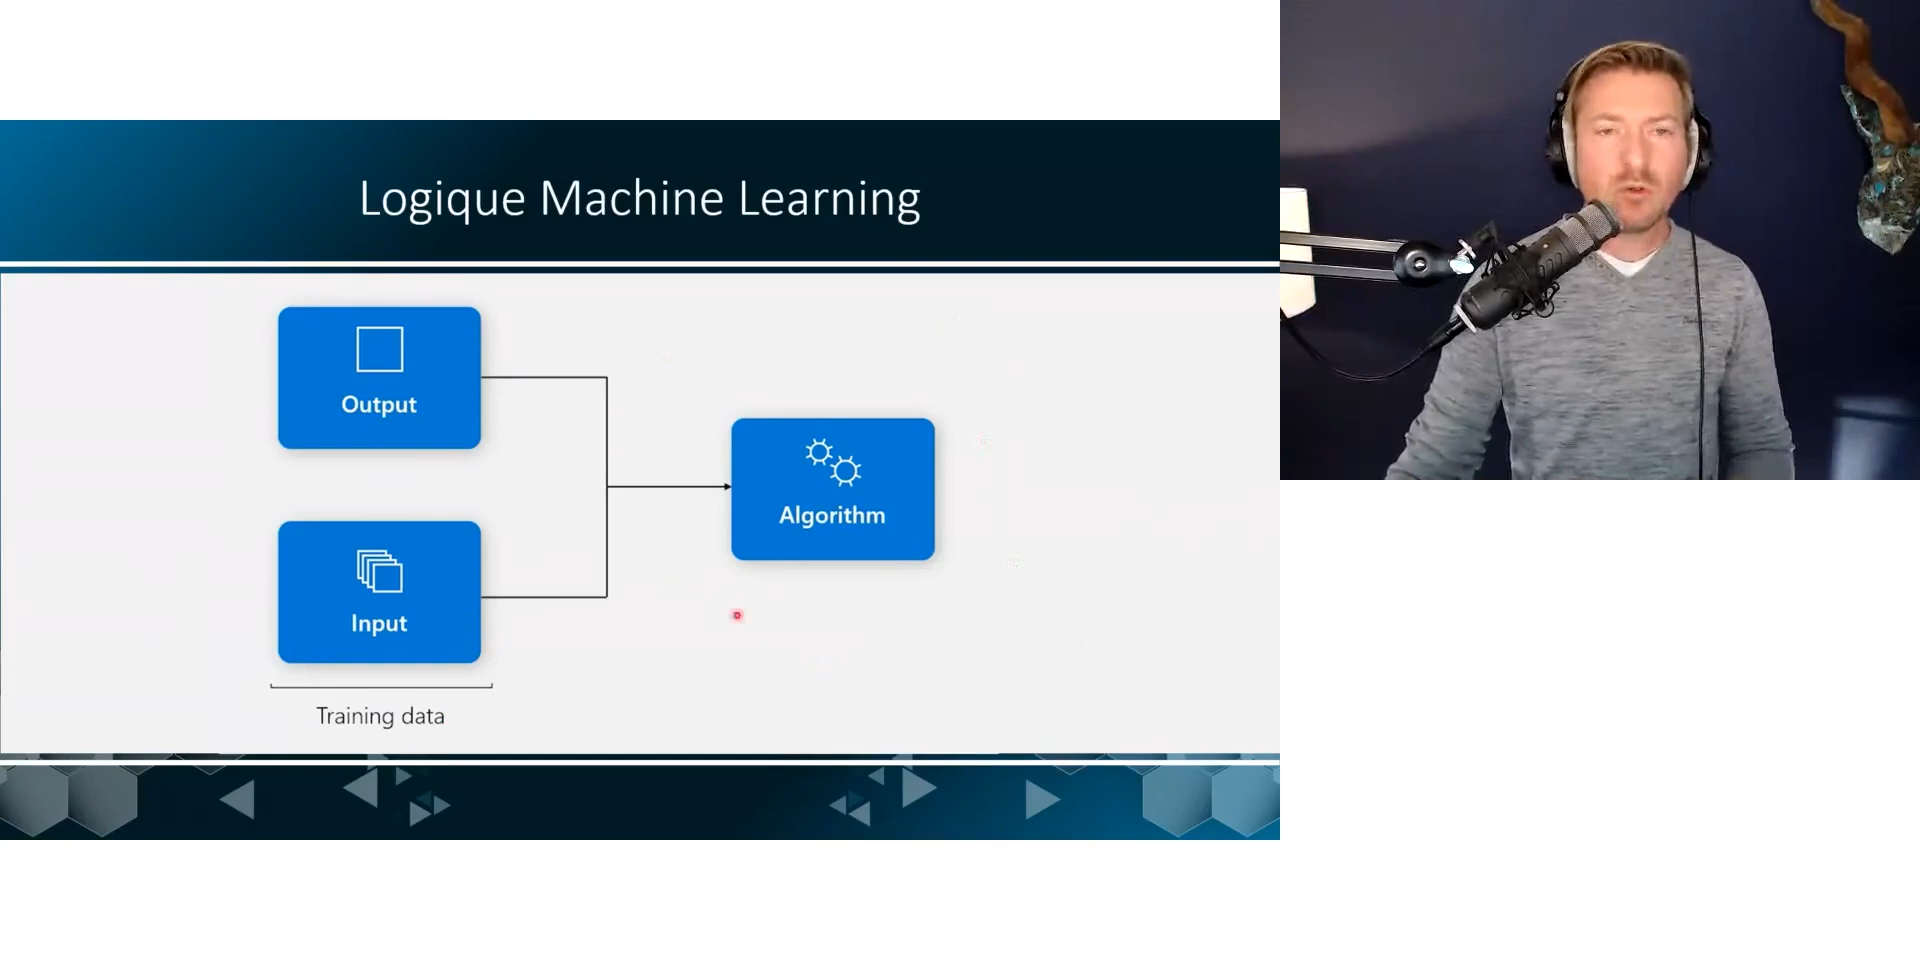 Logique Machine Learning
Output
Algorithm
Input
Training data